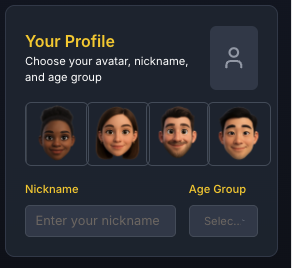 Your Profile
Choose your avatar, nickname,
and age group
Nickname
Age Group
Enter your nickname
Selec..